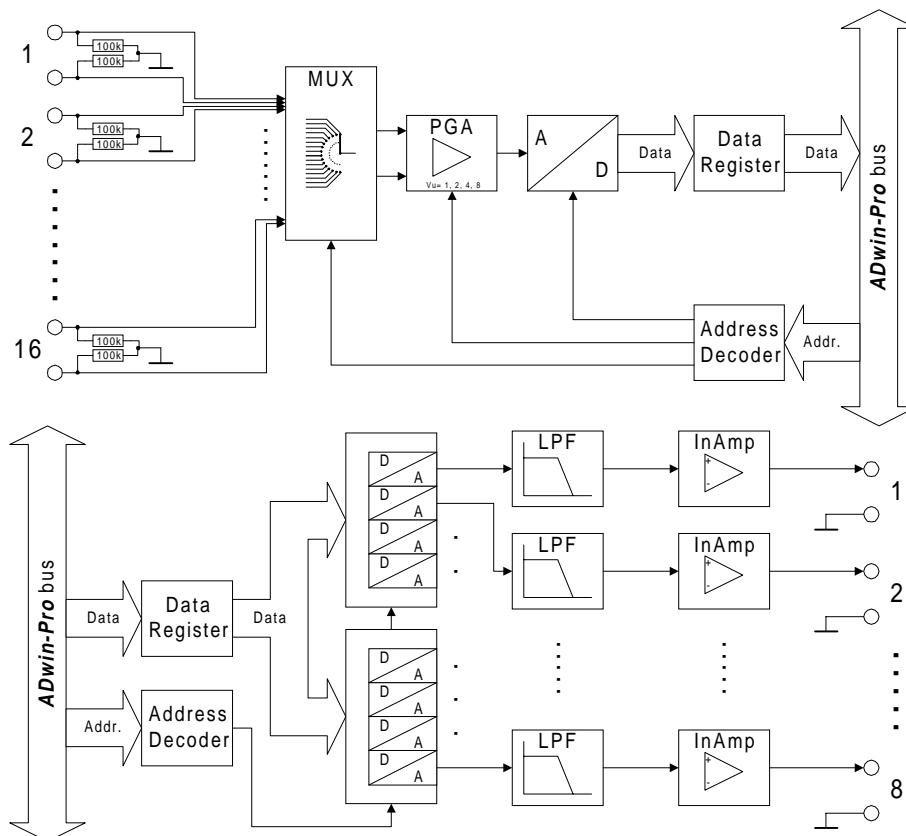 1
100k
100k
2
100k
100k
16
100k
100k
MUX
PGA
Vu= 1, 2, 4, 8
A
D
Data
Data
Register
Data
ADwin-Pro bus
Address
Decoder
Addr.
ADwin-Pro bus
Data
Data
Register
Data
Addr.
Address
Decoder
D
A
D
A
D
A
D
A
D
A
D
A
D
A
D
A
LPF
InAmp
+
-
1
LPF
InAmp
+
-
2
LPF
InAmp
+
-
8